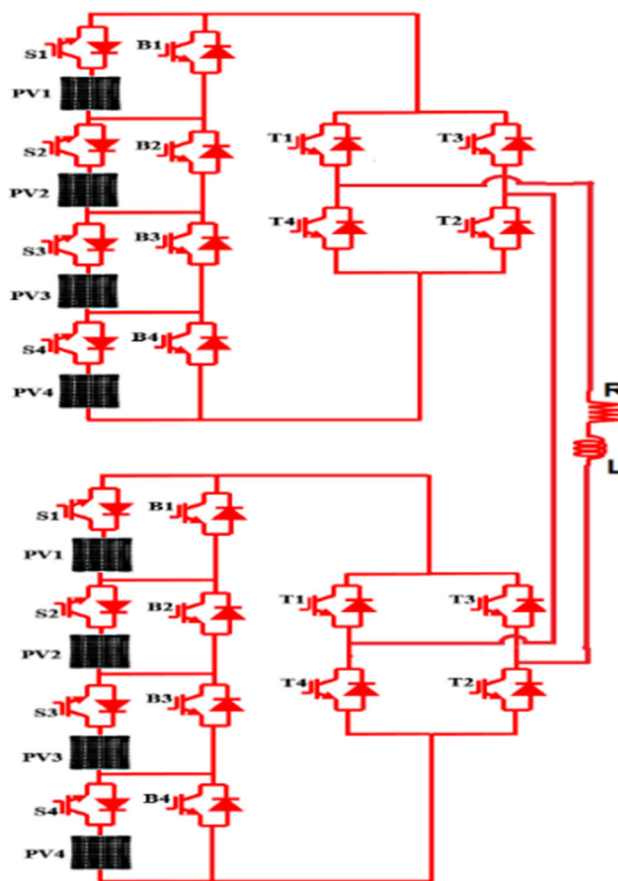 S1 B1
PV1
S2 B2 T1 T3
PV2
S3 B3 T4 T2
PV3
S4 B4
PV4
R
L
S1 B1
PV1
S2 B2 T1 T3
PV2
S3 B3 T4 T2
PV3
S4 B4
PV4